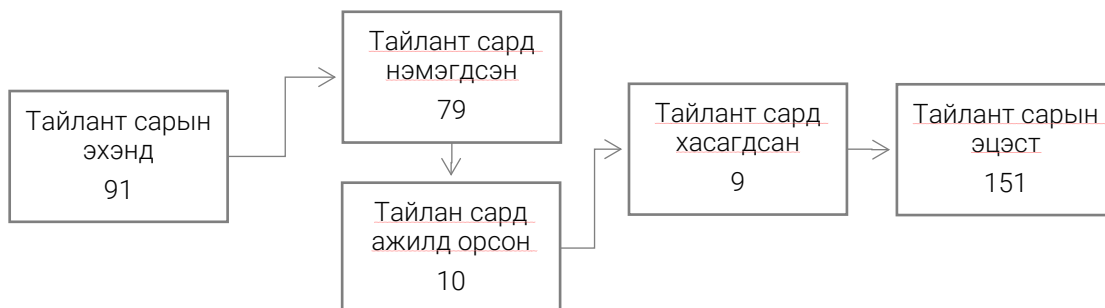 Тайлант сарын
эхэнд
91
Тайлант сард
нэмэгдсэн
79
Тайлан сард
ажилд орсон
10
Тайлант сард
хасагдсан
9
Тайлант сарын
эцэст
151